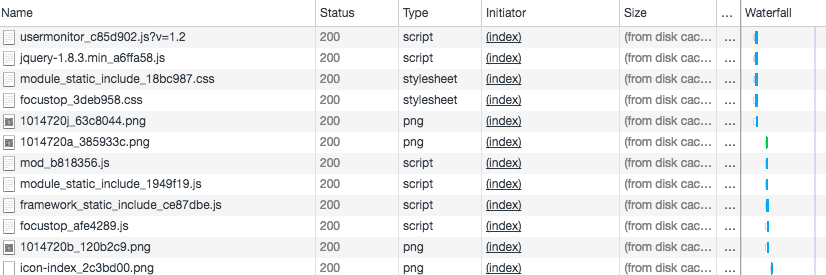 Name Status Type Initiator Size ... Waterfall
usermonitor_c85d902.js?v=1.2 200 script (index) (from disk cac... ...
jquery-1.8.3.min_a6ffa58.js 200 script (index) (from disk cac... ...
module_static_include_18bc987.css 200 stylesheet (index) (from disk cac... ...
focustop_3deb958.css 200 stylesheet (index) (from disk cac... ...
1014720j_63c8044.png 200 png (index) (from disk cac... ...
1014720a_385933c.png 200 png (index) (from disk cac... ...
mod_b818356.js 200 script (index) (from disk cac... ...
module_static_include_1949f19.js 200 script (index) (from disk cac... ...
framework_static_include_ce87dbe.js 200 script (index) (from disk cac... ...
focustop_afe4289.js 200 script (index) (from disk cac... ...
1014720b_120b2c9.png 200 png (index) (from disk cac... ...
icon-index_2c3bd00.png 200 png (index) (from disk cac... ...